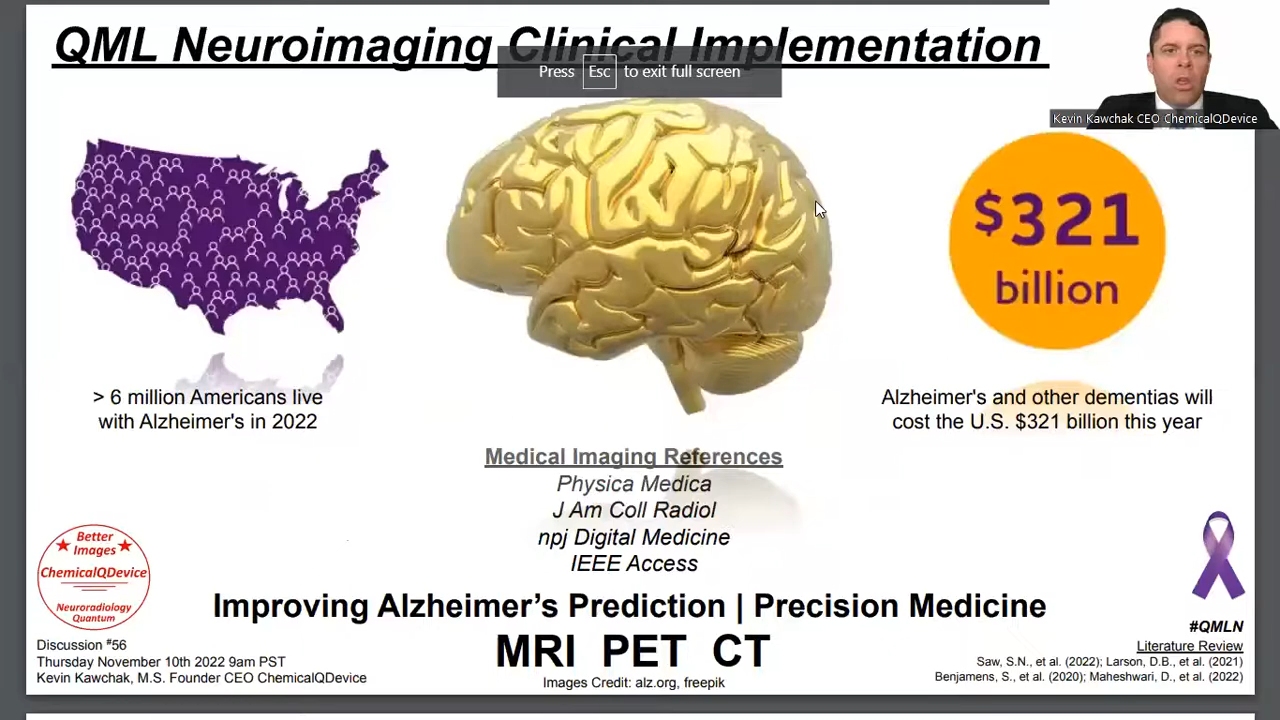 QML Neuroimaging Clinical Implementation
Press Esc to exit full screen
Kevin Kawchak CEO ChemicalQDevice
$321
billion
> 6 million Americans live
with Alzheimer's in 2022
Alzheimer's and other dementias will
cost the U.S. $321 billion this year
Medical Imaging References
Physica Medica
J Am Coll Radiol
npj Digital Medicine
IEEE Access
Better
Images
ChemicalQDevice
Neuroradiology
Quantum
Improving Alzheimer's Prediction | Precision Medicine
MRI PET CT
Images Credit: alz.org, freepik
Discussion #56
Thursday November 10th 2022 9am PST
Kevin Kawchak, M.S. Founder CEO ChemicalQDevice
#QMLN
Literature Review
Saw, S.N., et al. (2022); Larson, D.B., et al. (2021)
Benjamens, S., et al. (2020); Maheshwari, D., et al. (2022)